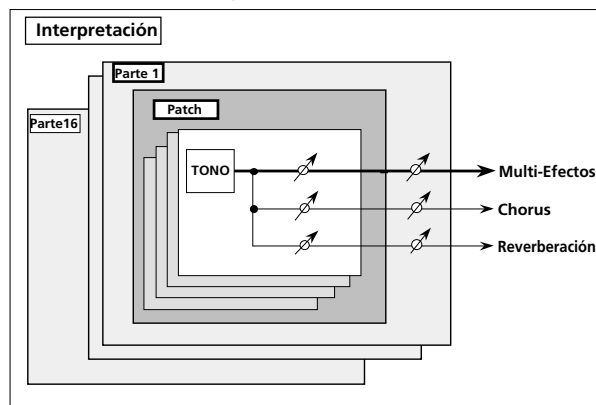 Interpretación
Parte 1
Patch
Parte16
TONO
Multi-Efectos
Chorus
Reverberación